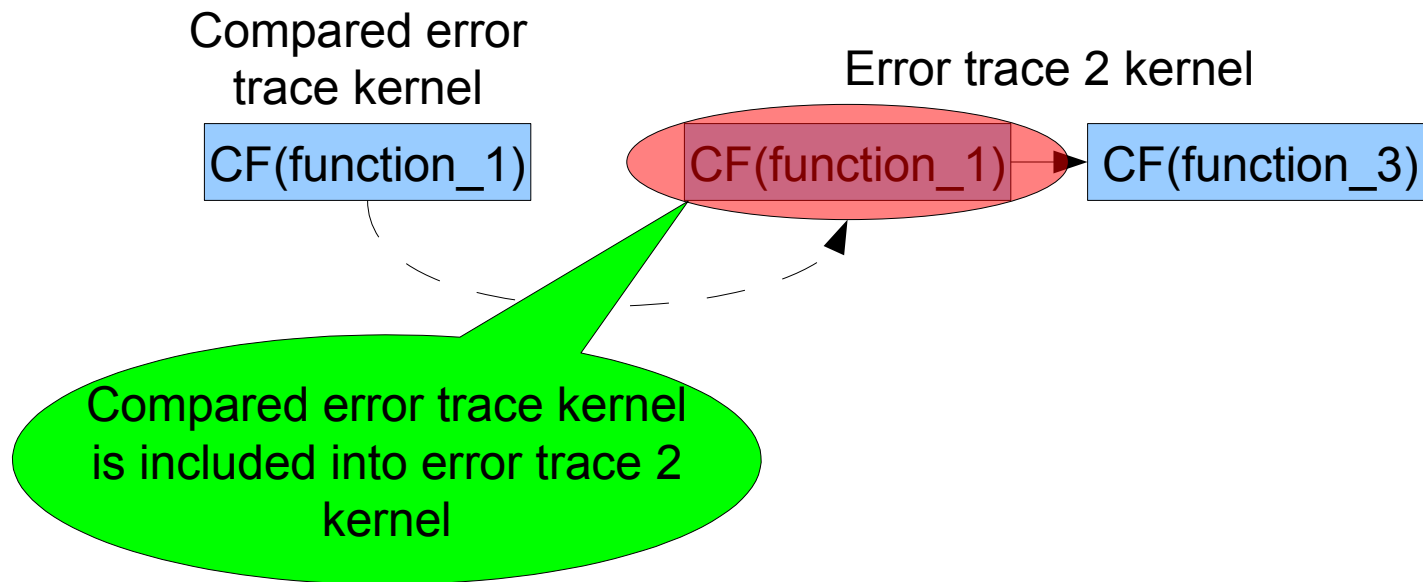 Compared error
trace kernel
Error trace 2 kernel
CF(function_1)
CF(function_1)
CF(function_3)
Compared error trace kernel
is included into error trace 2
kernel